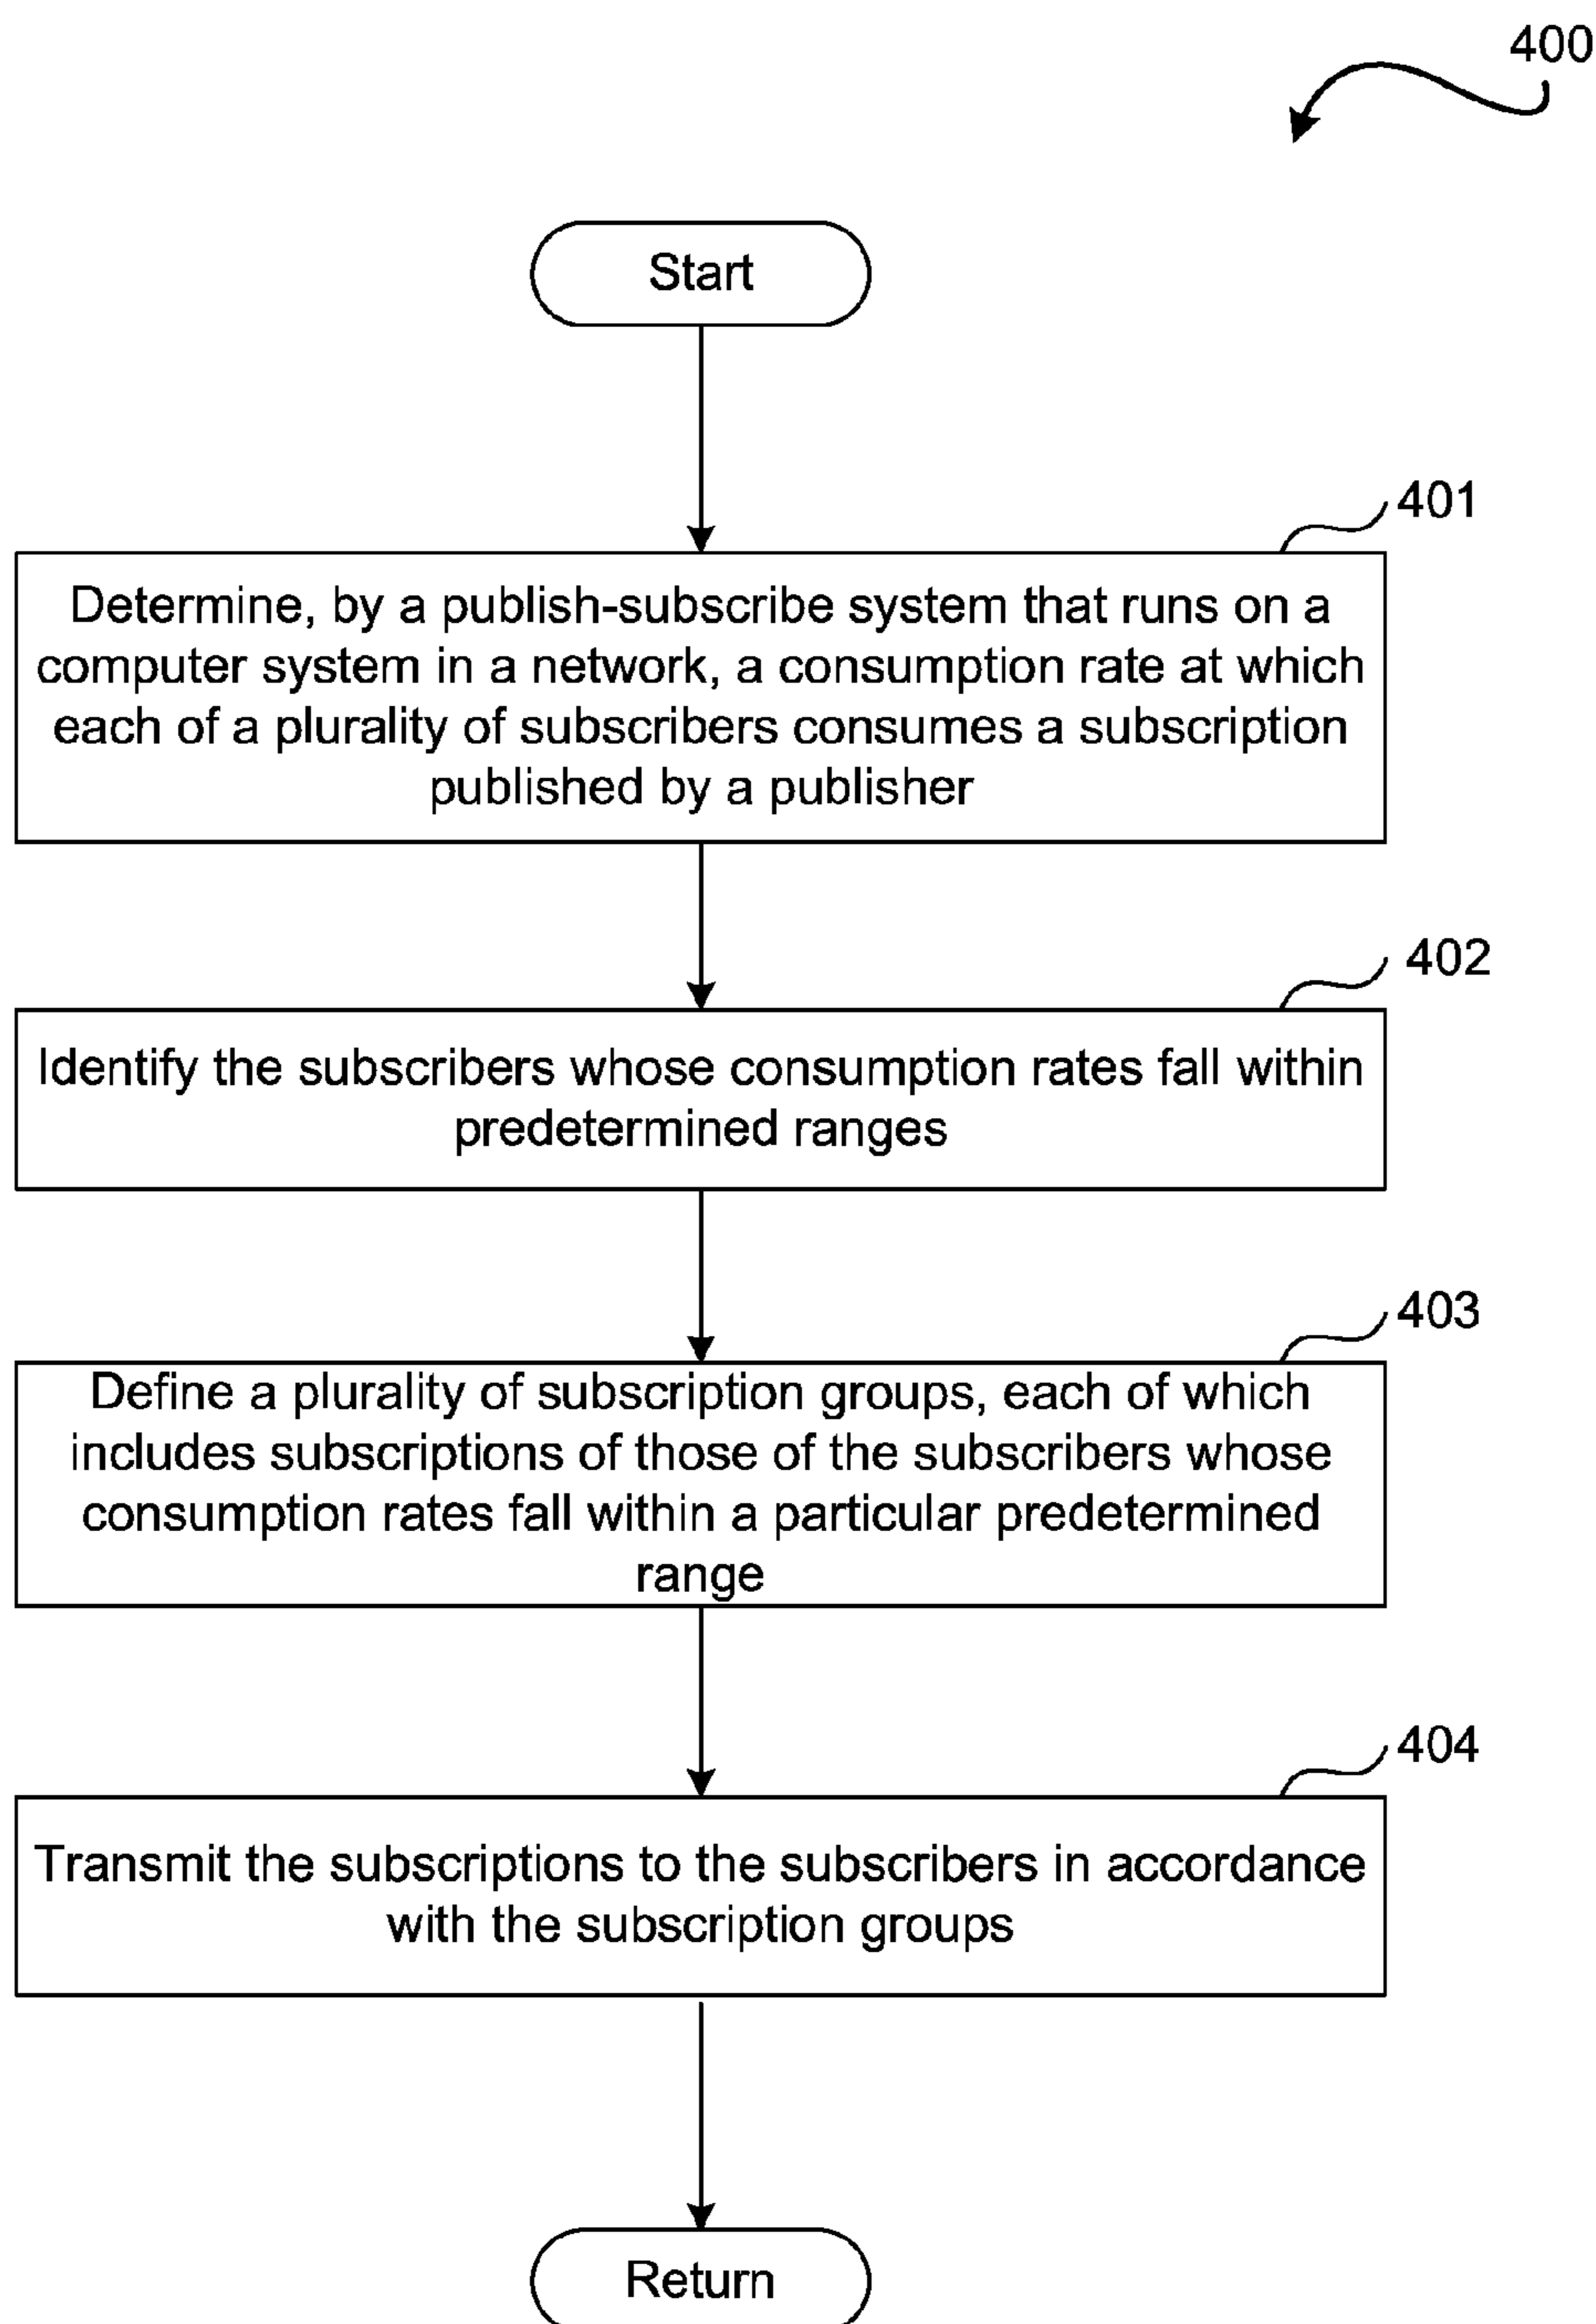 400
Start
401
Determine, by a publish-subscribe system that runs on a
computer system in a network, a consumption rate at which
each of a plurality of subscribers consumes a subscription
published by a publisher
402
Identify the subscribers whose consumption rates fall within
predetermined ranges
403
Define a plurality of subscription groups, each of which
includes subscriptions of those of the subscribers whose
consumption rates fall within a particular predetermined
range
404
Transmit the subscriptions to the subscribers in accordance
with the subscription groups
Return